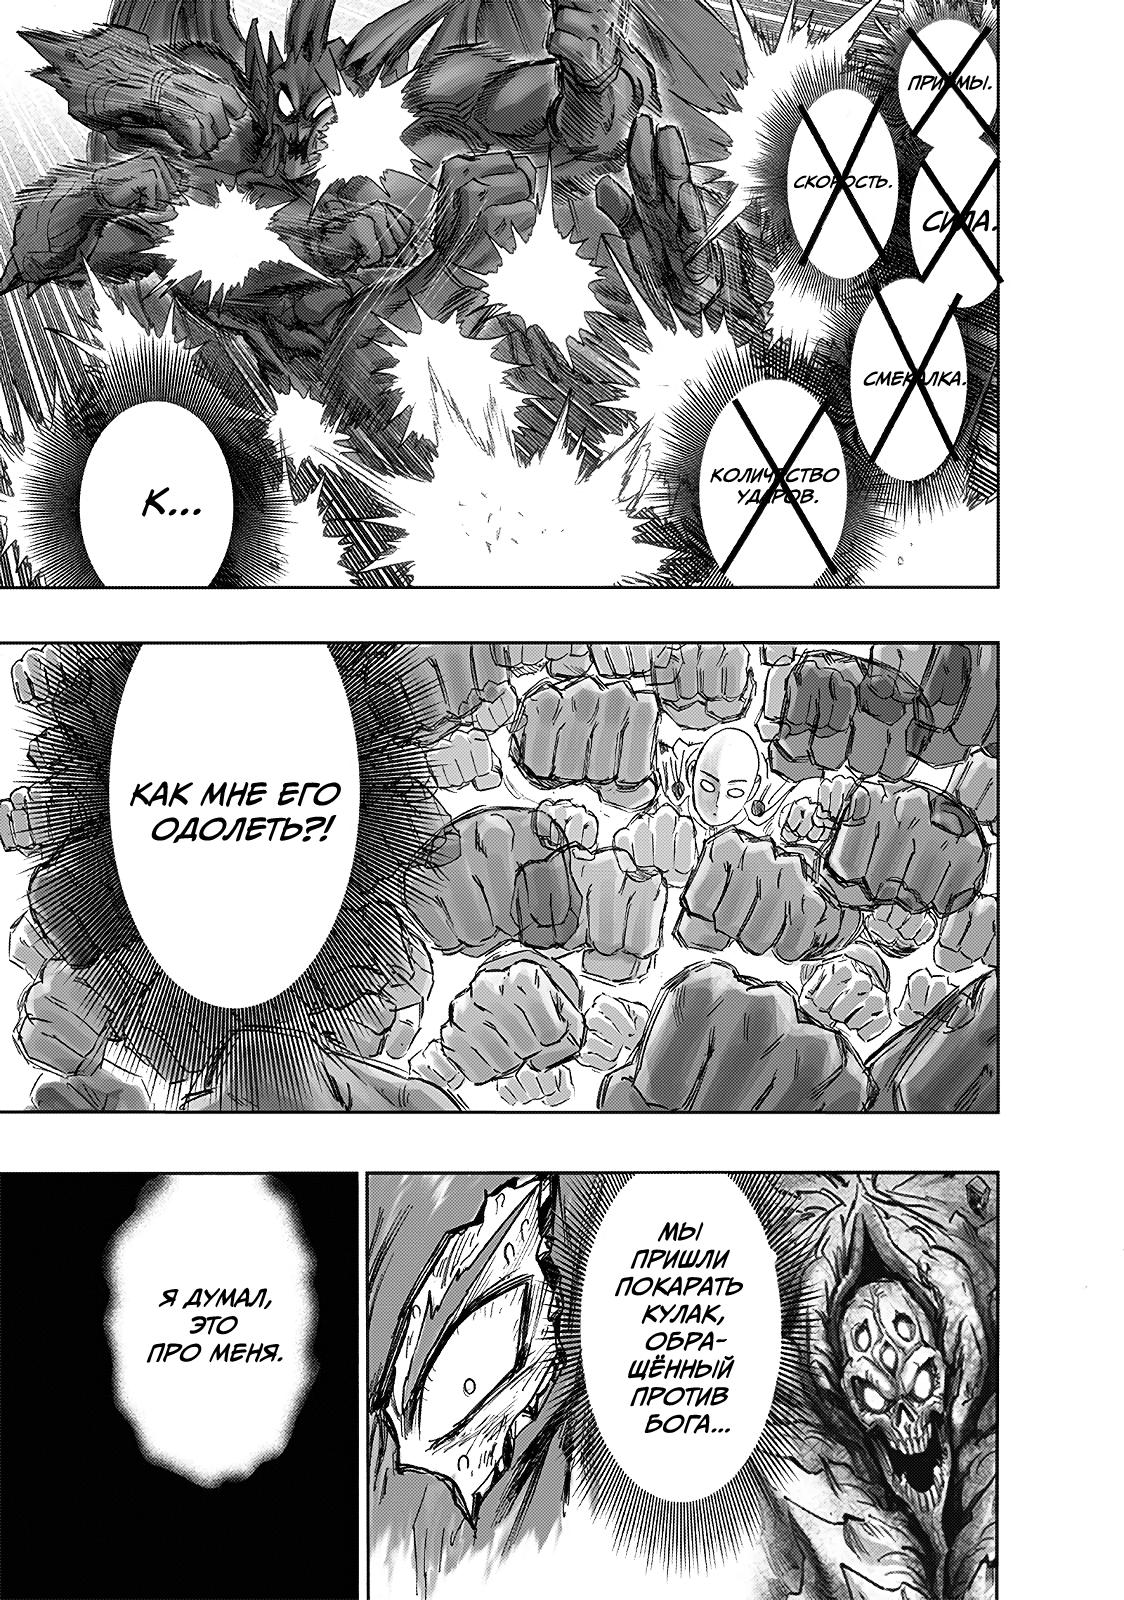 ПРИЁМЫ.
СКОРОСТЬ.
СИЛА.
СМЕКАЛКА.
КОЛИЧЕСТВО
УДАРОВ.
К...
КАК МНЕ ЕГО
ОДОЛЕТЬ?!
МЫ
ПРИШЛИ
ПОКАРАТЬ
КУЛАК,
ОБРА-
ЩЁННЫЙ
ПРОТИВ
БОГА...
Я ДУМАЛ,
ЭТО
ПРО МЕНЯ.